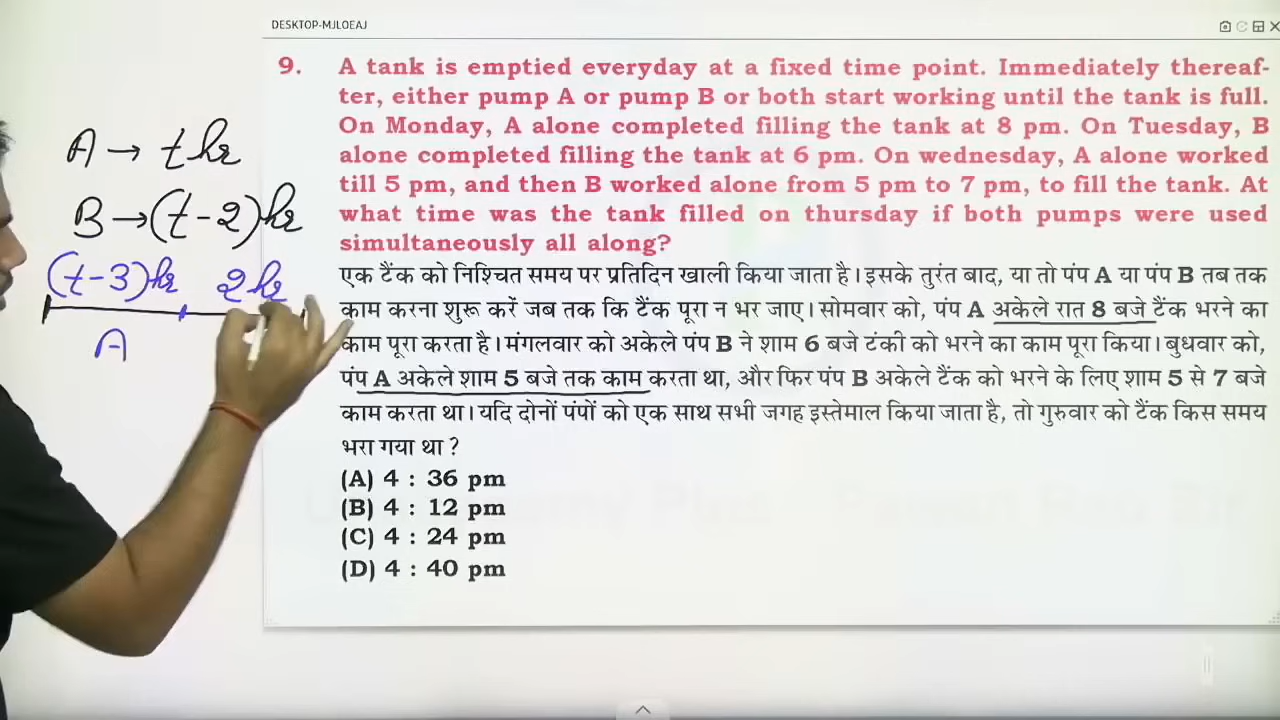 DESKTOP-MJLOEAJ
9. A tank is emptied everyday at a fixed time point. Immediately thereaf-
ter, either pump A or pump B or both start working until the tank is full.
On Monday, A alone completed filling the tank at 8 pm. On Tuesday, B
alone completed filling the tank at 6 pm. On wednesday, A alone worked
till 5 pm, and then B worked alone from 5 pm to 7 pm, to fill the tank. At
what time was the tank filled on thursday if both pumps were used
simultaneously all along?
एक टैंक को निश्चित समय पर प्रतिदिन खाली किया जाता है। इसके तुरंत बाद, या तो पंप A या पंप B तब तक
काम करना शुरू करें जब तक कि टैंक पूरा न भर जाए। सोमवार को, पंप A अकेले रात 8 बजे टैंक भरने का
काम पूरा करता है। मंगलवार को अकेले पंप B ने शाम 6 बजे टंकी को भरने का काम पूरा किया। बुधवार को,
पंप A अकेले शाम 5 बजे तक काम करता था, और फिर पंप B अकेले टैंक को भरने के लिए शाम 5 से 7 बजे
काम करता था। यदि दोनों पंपों को एक साथ सभी जगह इस्तेमाल किया जाता है, तो गुरुवार को टैंक किस समय
भरा गया था ?
(A) 4 : 36 pm
(B) 4 : 12 pm
(C) 4 : 24 pm
(D) 4 : 40 pm
A → t hr
B → (t-2) hr
(t-3) hr 2 hr
A